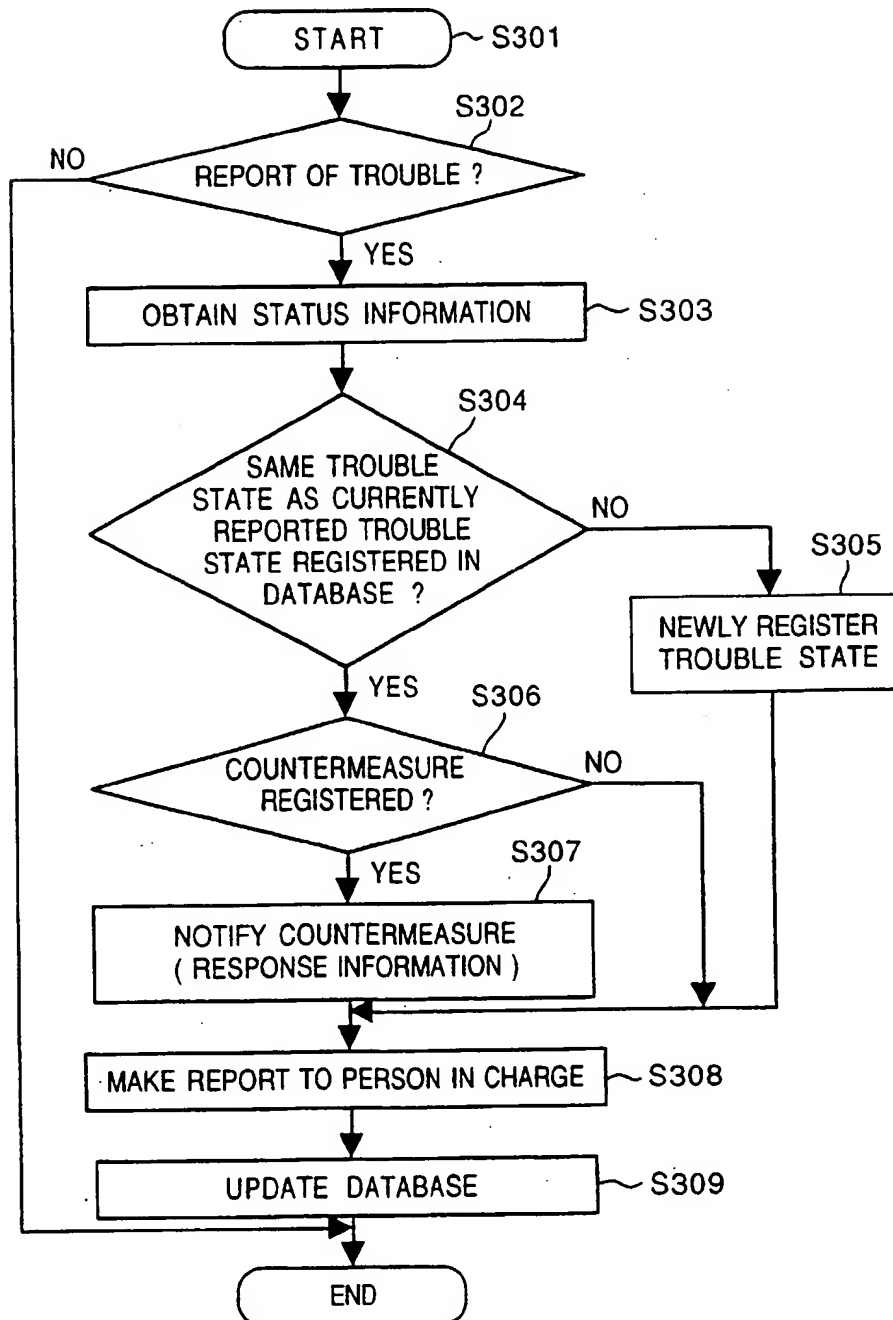 START
S301
S302
NO
REPORT OF TROUBLE ?
YES
OBTAIN STATUS INFORMATION
S303
S304
SAME TROUBLE
STATE AS CURRENTLY
REPORTED TROUBLE
STATE REGISTERED IN
DATABASE ?
NO
S305
NEWLY REGISTER
TROUBLE STATE
YES
S306
COUNTERMEASURE
REGISTERED ?
NO
YES
S307
NOTIFY COUNTERMEASURE
( RESPONSE INFORMATION )
MAKE REPORT TO PERSON IN CHARGE
S308
UPDATE DATABASE
S309
END